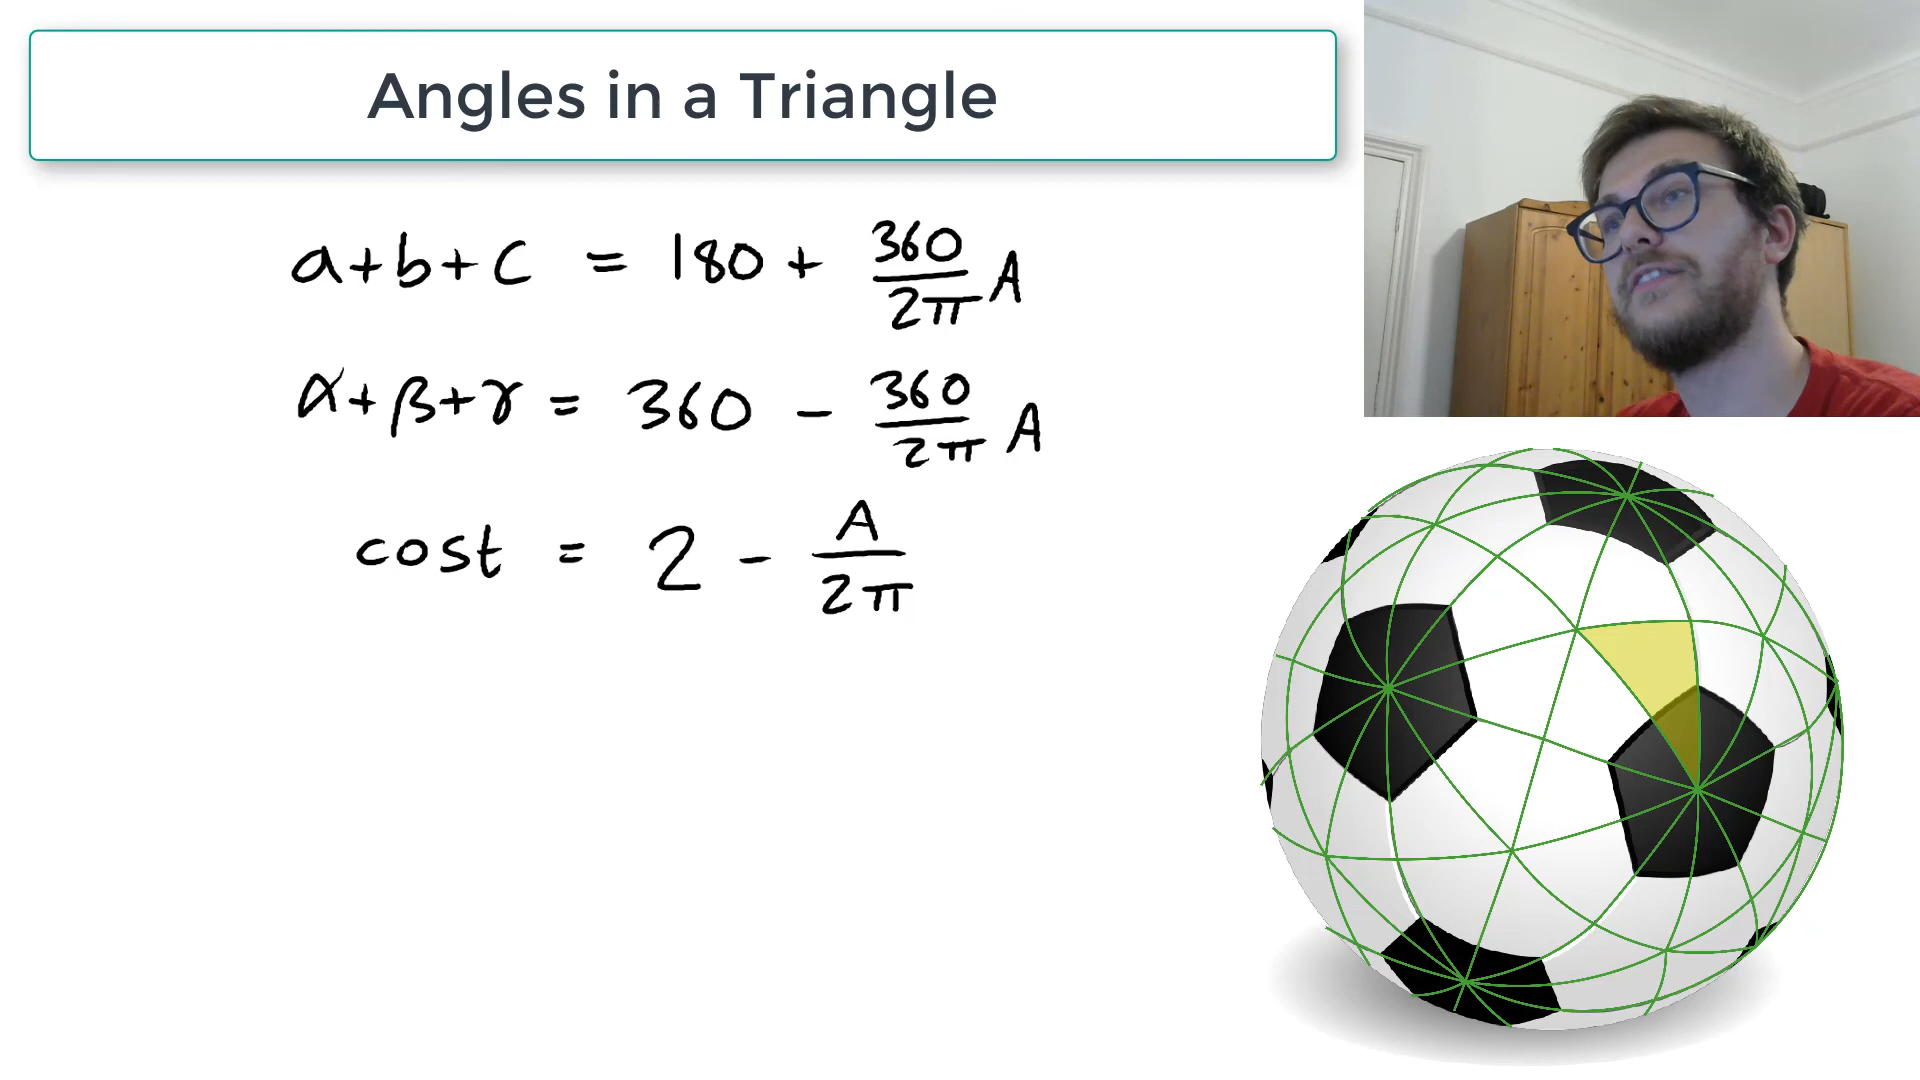 Angles in a Triangle
a+b+c = 180 + 360/2π A
α+β+γ = 360 - 360/2π A
cost = 2 - A/2π